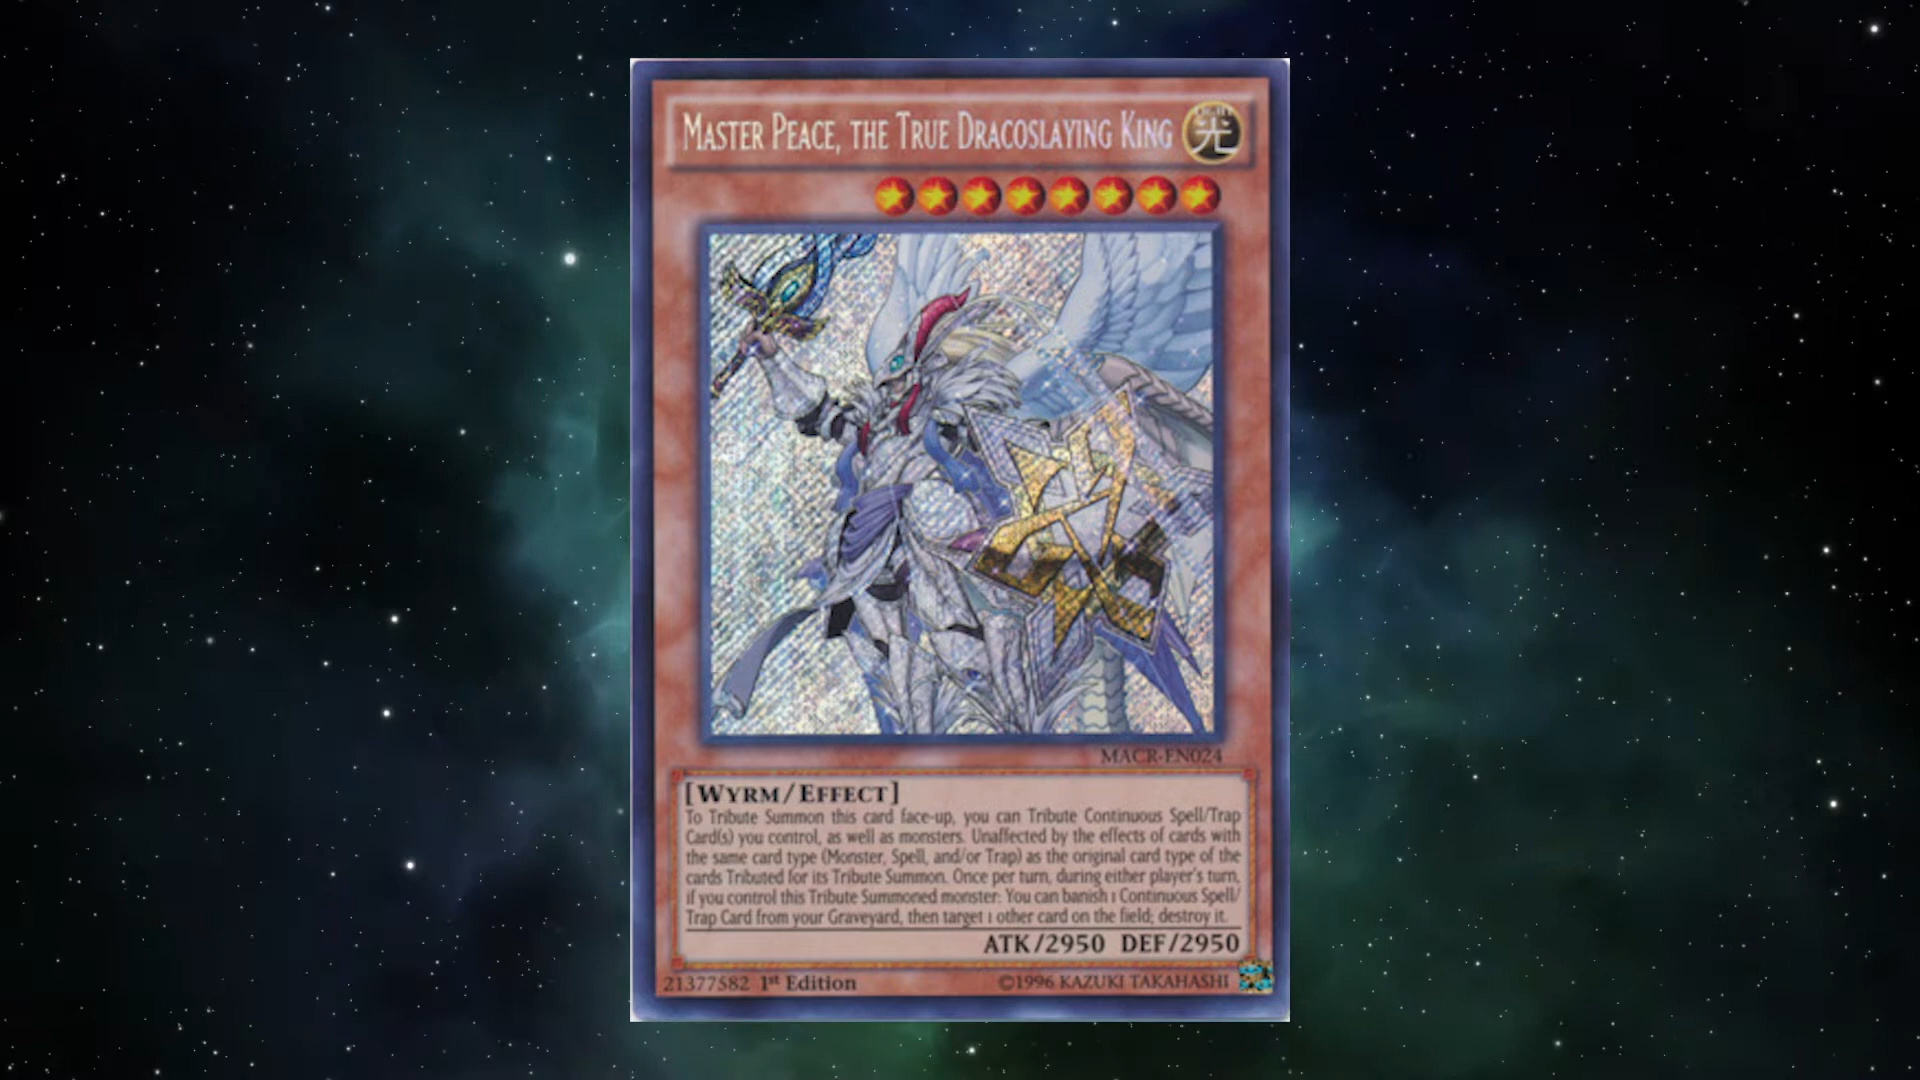 MASTER PEACE, THE TRUE DRACOSLAYING KING
LIGHT
光
MACR-EN024
[WYRM/EFFECT]
To Tribute Summon this card face-up, you can Tribute Continuous Spell/Trap
Card(s) you control, as well as monsters. Unaffected by the effects of cards with
the same card type (Monster, Spell, and/or Trap) as the original card type of the
cards Tributed for its Tribute Summon. Once per turn, during either player's turn,
if you control this Tribute Summoned monster: You can banish 1 Continuous Spell/
Trap Card from your Graveyard, then target 1 other card on the field; destroy it.
ATK/2950 DEF/2950
21377582 1st Edition
©1996 KAZUKI TAKAHASHI